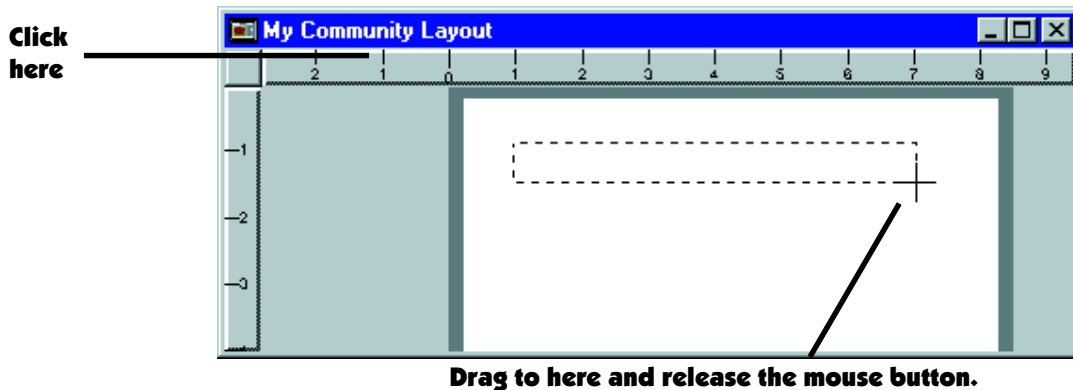 Click
here
My Community Layout
2 1 0 1 2 3 4 5 6 7 8 9
1
2
3
Drag to here and release the mouse button.